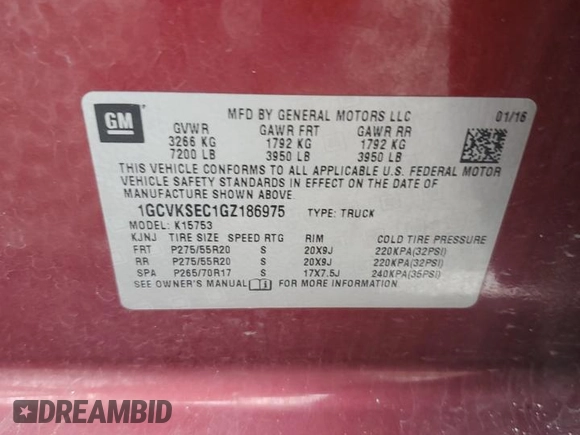 GM
MFD BY GENERAL MOTORS LLC 01/16
GVWR GAWR FRT GAWR RR
3266 KG 1792 KG 1792 KG
7200 LB 3950 LB 3950 LB
THIS VEHICLE CONFORMS TO ALL APPLICABLE U.S. FEDERAL MOTOR
VEHICLE SAFETY STANDARDS IN EFFECT ON THE DATE OF
MANUFACTURE SHOWN ABOVE.
1GCVKSEC1GZ186975 TYPE: TRUCK
MODEL: K15753
KJNJ TIRE SIZE SPEED RTG RIM COLD TIRE PRESSURE
FRT P275/55R20 S 20X9J 220KPA(32PSI)
RR P275/55R20 S 20X9J 220KPA(32PSI)
SPA P265/70R17 S 17X7.5J 240KPA(35PSI)
SEE OWNER'S MANUAL FOR MORE INFORMATION.
DREAMBID